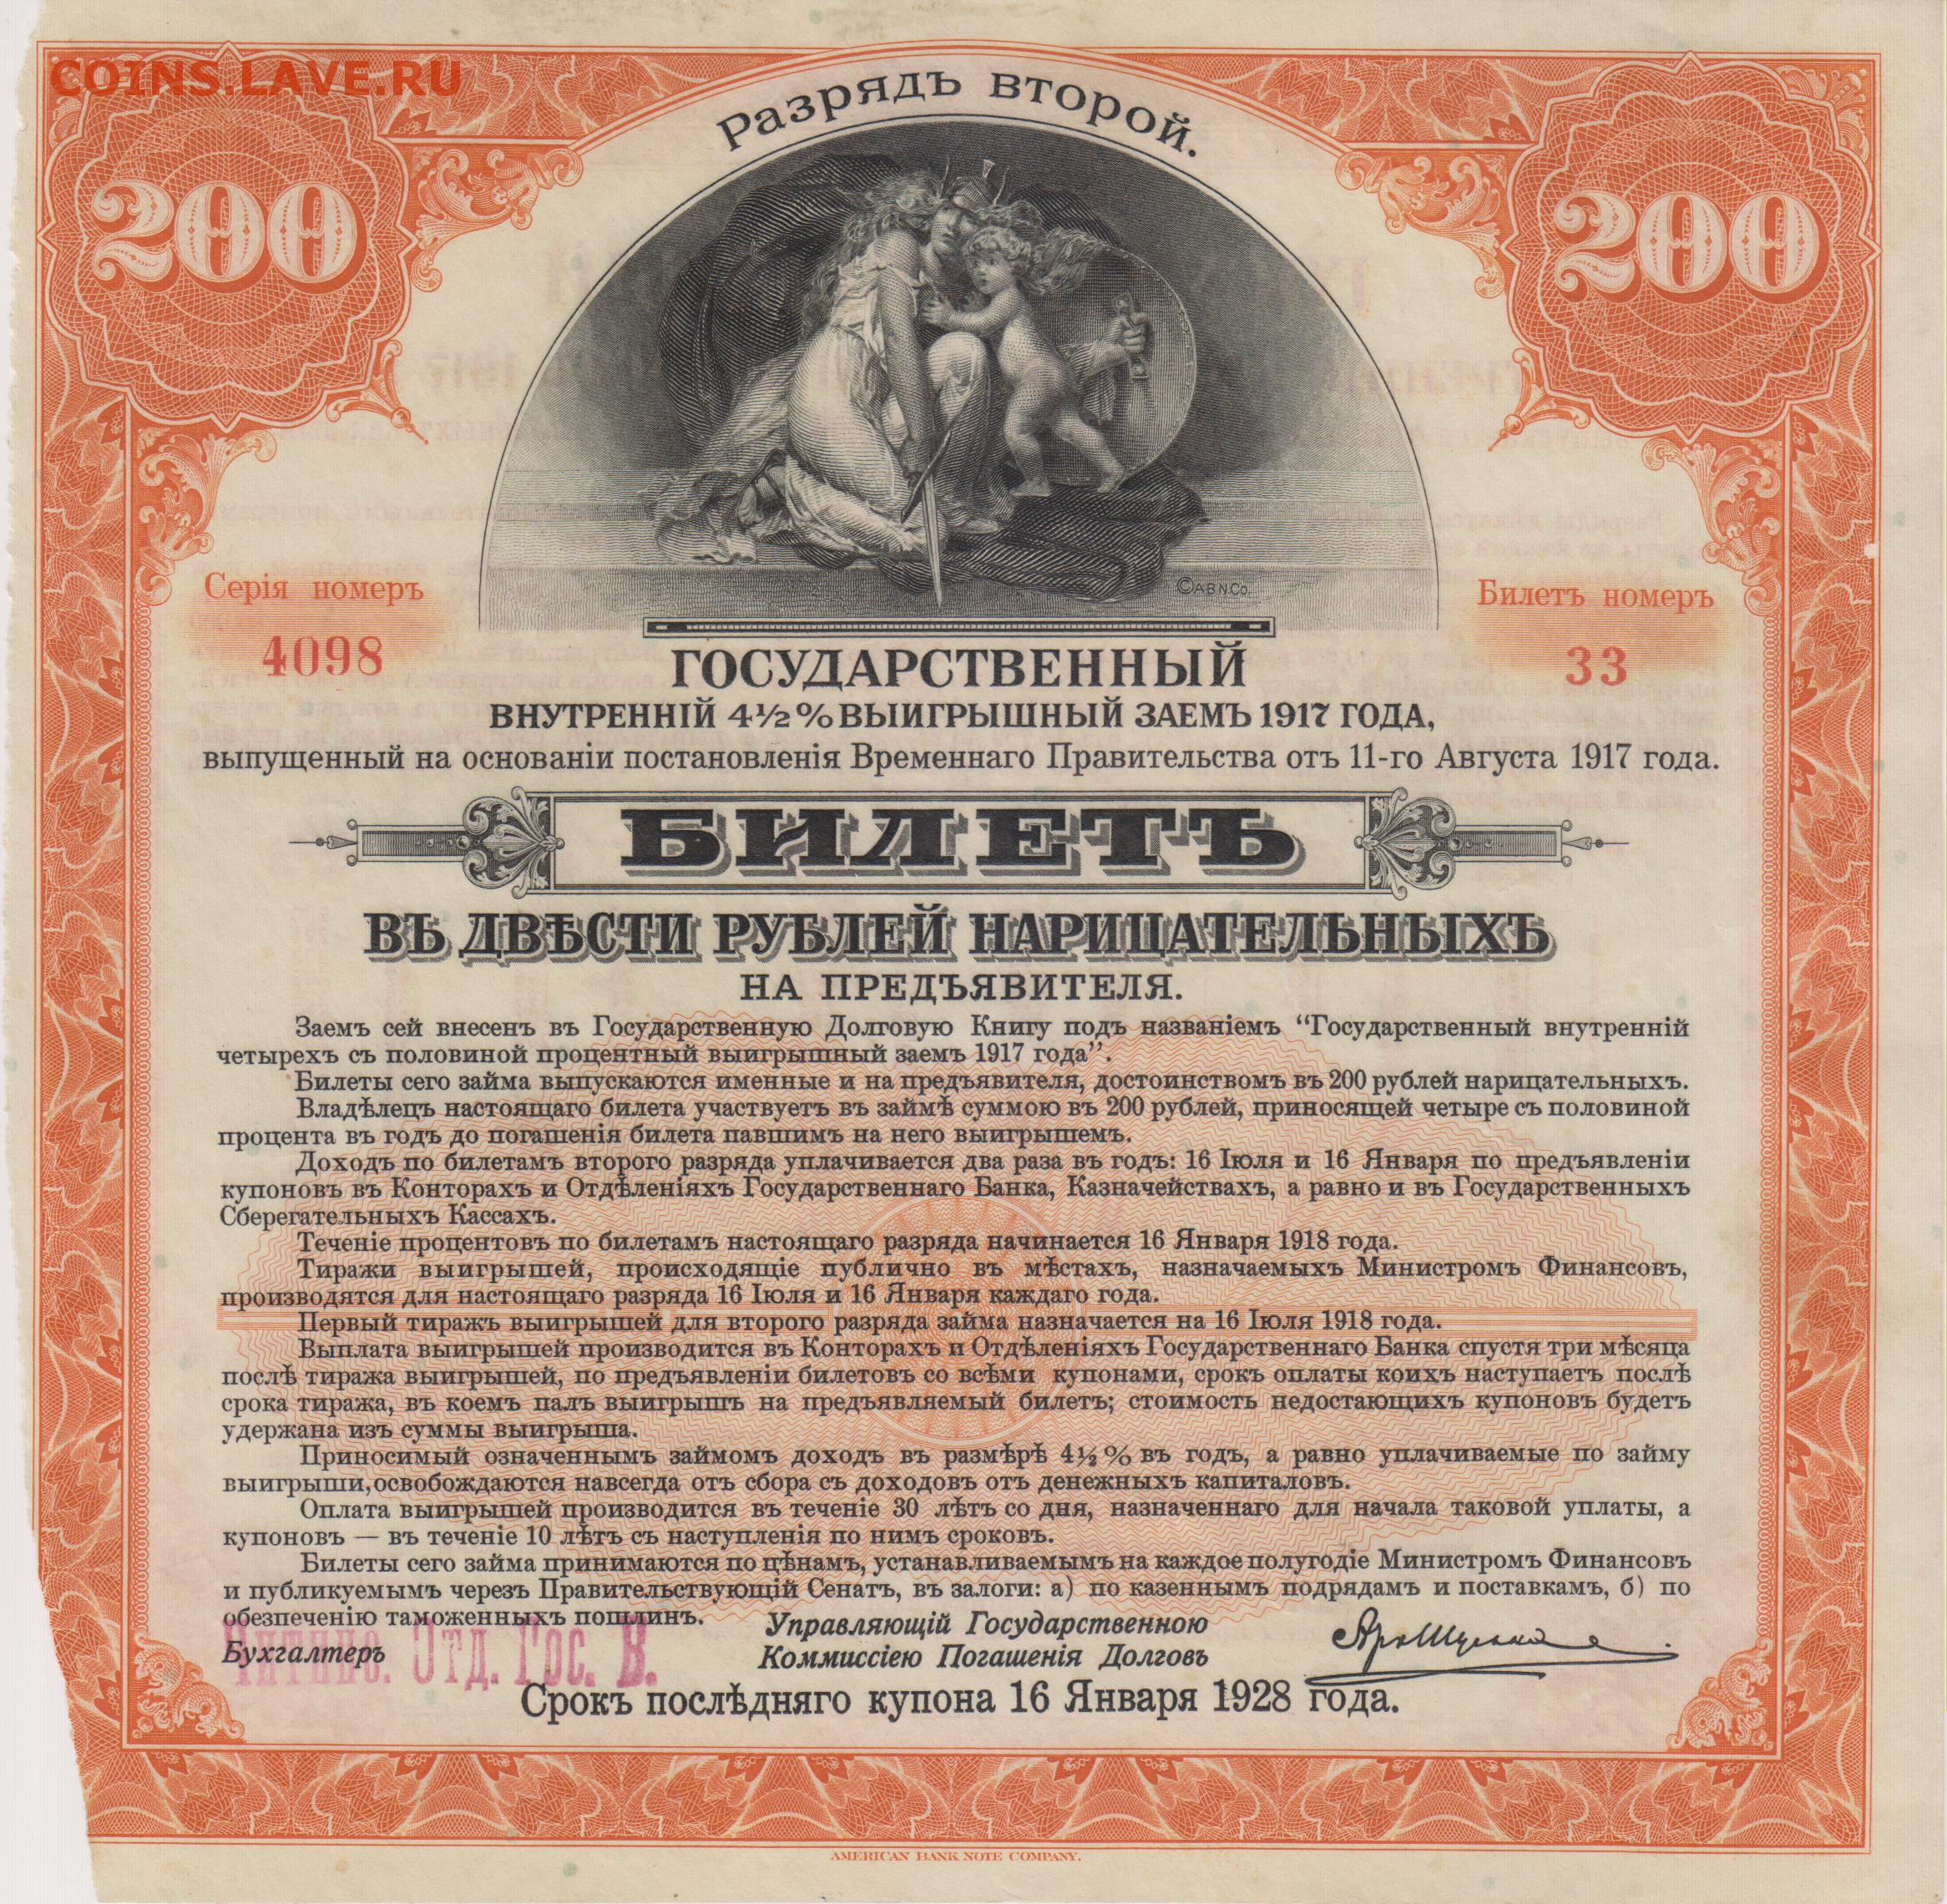 COINS.LAVE.RU
Разрядъ второй.
200
200
©A.B.N.Co.
Серія номеръ
4098
Билетъ номеръ
33
ГОСУДАРСТВЕННЫЙ
ВНУТРЕННІЙ 4½% ВЫИГРЫШНЫЙ ЗАЕМЪ 1917 ГОДА,
выпущенный на основаніи постановленія Временнаго Правительства отъ 11-го Августа 1917 года.
БИЛЕТЪ
ВЪ ДВѢСТИ РУБЛЕЙ НАРИЦАТЕЛЬНЫХЪ
НА ПРЕДЪЯВИТЕЛЯ.
Заемъ сей внесенъ въ Государственную Долговую Книгу подъ названіемъ “Государственный внутренній
четырехъ съ половиной процентный выигрышный заемъ 1917 года”.
Билеты сего займа выпускаются именные и на предъявителя, достоинствомъ въ 200 рублей нарицательныхъ.
Владѣлецъ настоящаго билета участвуетъ въ займѣ суммою въ 200 рублей, приносящей четыре съ половиной
процента въ годъ до погашенія билета павшимъ на него выигрышемъ.
Доходъ по билетамъ второго разряда уплачивается два раза въ годъ: 16 Іюля и 16 Января по предъявленіи
купоновъ въ Конторахъ и Отдѣленіяхъ Государственнаго Банка, Казначействахъ, а равно и въ Государственныхъ
Сберегательныхъ Кассахъ.
Теченіе процентовъ по билетамъ настоящаго разряда начинается 16 Января 1918 года.
Тиражи выигрышей, происходящіе публично въ мѣстахъ, назначаемыхъ Министромъ Финансовъ,
производятся для настоящаго разряда 16 Іюля и 16 Января каждаго года.
Первый тиражъ выигрышей для второго разряда займа назначается на 16 Іюля 1918 года.
Выплата выигрышей производится въ Конторахъ и Отдѣленіяхъ Государственнаго Банка спустя три мѣсяца
послѣ тиража выигрышей, по предъявленіи билетовъ со всѣми купонами, срокъ оплаты коихъ наступаетъ послѣ
срока тиража, въ коемъ палъ выигрышъ на предъявляемый билетъ; стоимость недостающихъ купоновъ будетъ
удержана изъ суммы выигрыша.
Приносимый означеннымъ займомъ доходъ въ размѣрѣ 4½% въ годъ, а равно уплачиваемые по займу
выигрыши, освобождаются навсегда отъ сбора съ доходовъ отъ денежныхъ капиталовъ.
Оплата выигрышей производится въ теченіе 30 лѣтъ со дня, назначеннаго для начала таковой уплаты, а
купоновъ — въ теченіе 10 лѣтъ съ наступленія по нимъ сроковъ.
Билеты сего займа принимаются по цѣнамъ, устанавливаемымъ на каждое полугодіе Министромъ Финансовъ
и публикуемымъ черезъ Правительствующій Сенатъ, въ залоги: а) по казеннымъ подрядамъ и поставкамъ, б) по
обезпеченію таможенныхъ пошлинъ.
Отд. Гос. Б.
Бухгалтеръ
Управляющій Государственною
Коммиссіею Погашенія Долговъ
Срокъ послѣдняго купона 16 Января 1928 года.
AMERICAN BANK NOTE COMPANY.